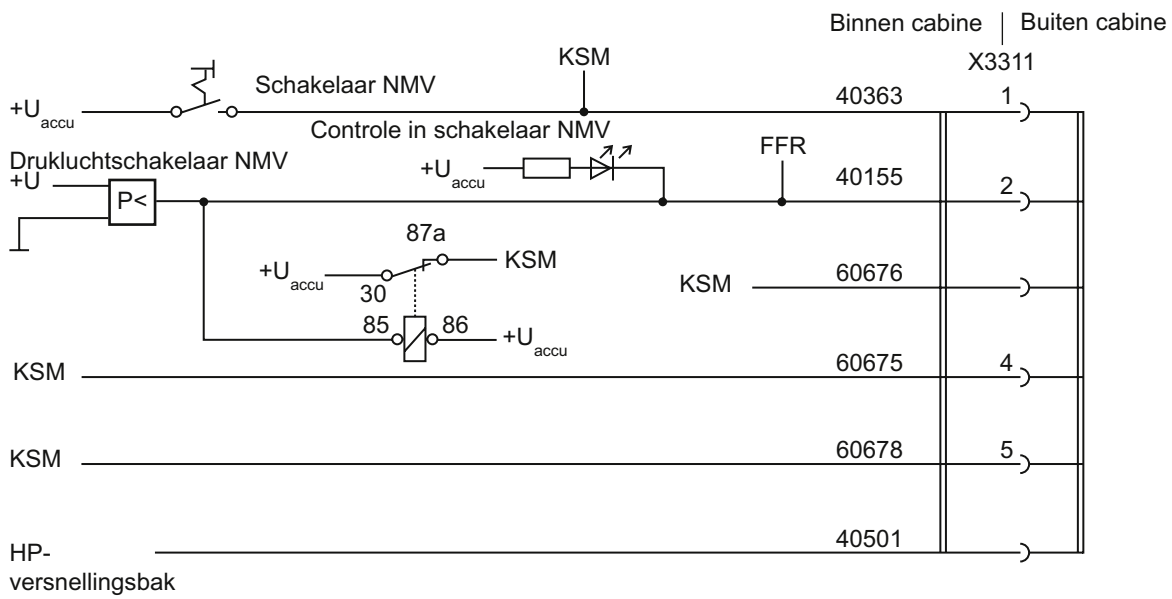 Binnen cabine | Buiten cabine
X3311
KSM
Schakelaar NMV
+U accu
40363 1
Controle in schakelaar NMV
Drukluchtschakelaar NMV
+U
+U accu
FFR
40155 2
P<
87a
+U accu
KSM
30
KSM 60676
85 86
+U accu
KSM 60675 4
KSM 60678 5
HP-
versnellingsbak
40501